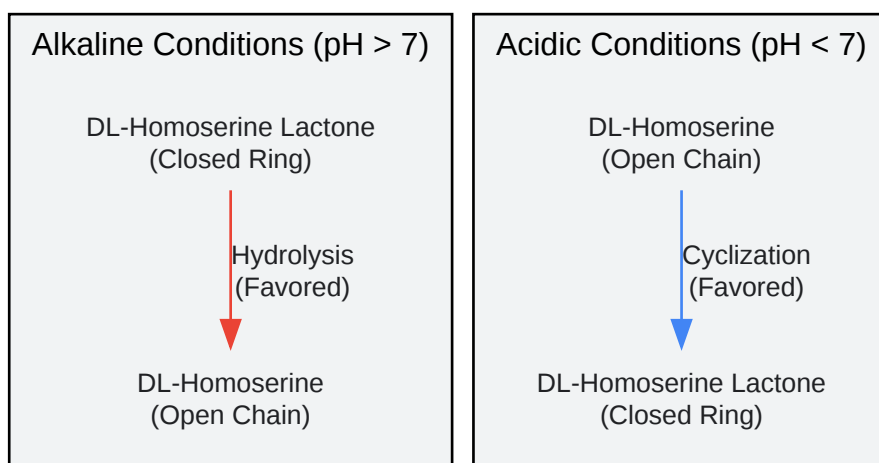 Alkaline Conditions (pH > 7)
DL-Homoserine Lactone
(Closed Ring)
Hydrolysis
(Favored)
DL-Homoserine
(Open Chain)
Acidic Conditions (pH < 7)
DL-Homoserine
(Open Chain)
Cyclization
(Favored)
DL-Homoserine Lactone
(Closed Ring)